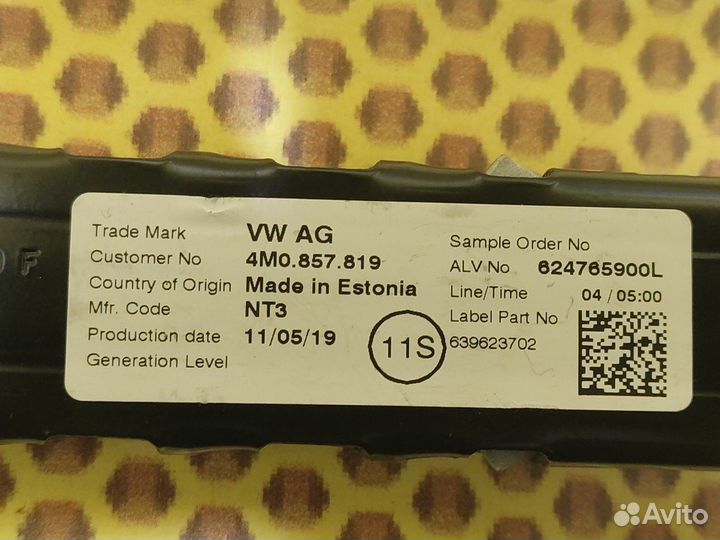 Trade Mark VW AG
Customer No 4M0.857.819
Country of Origin Made in Estonia
Mfr. Code NT3
Production date 11/05/19
Generation Level
11S
Sample Order No
ALV No 624765900L
Line/Time 04 / 05:00
Label Part No
639623702
F
Avito